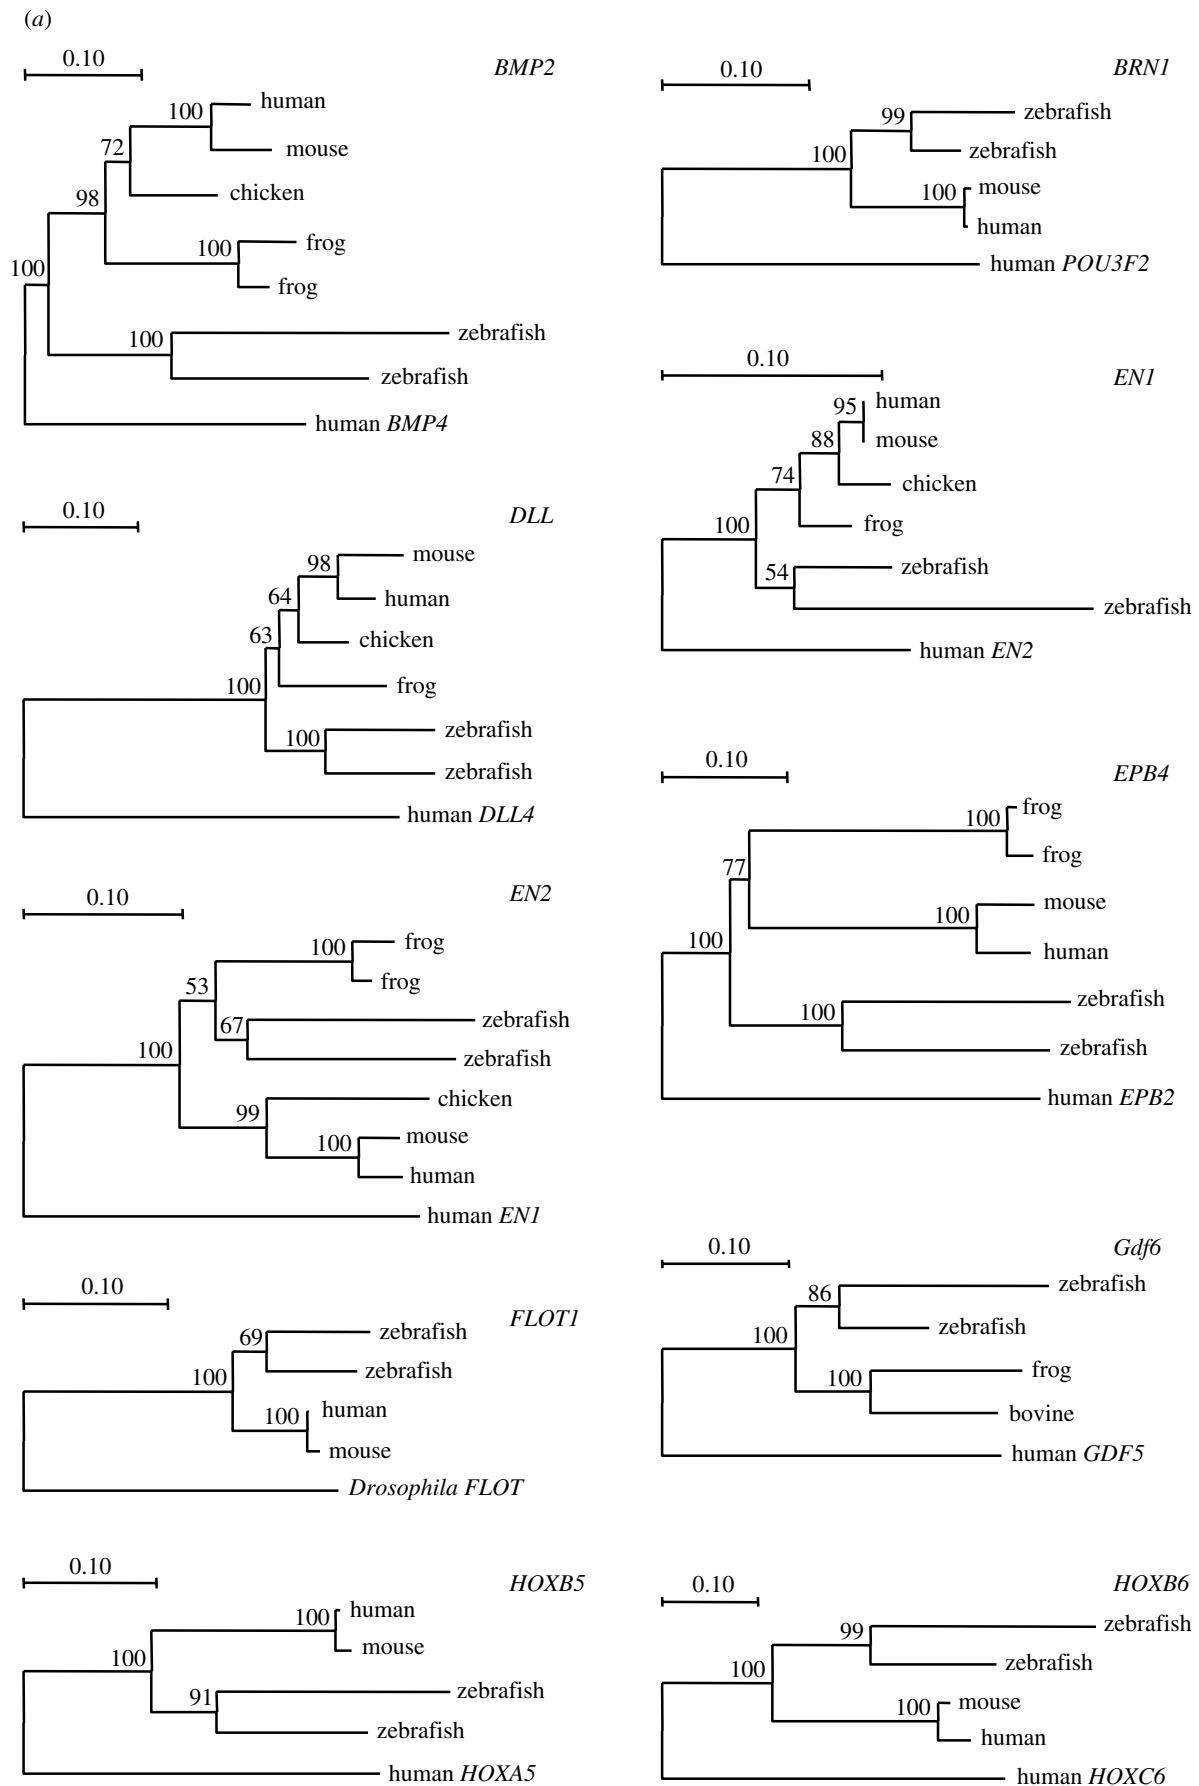 (a)
0.10
BMP2
100
human
mouse
72
chicken
98
100
frog
frog
100
100
zebrafish
zebrafish
human BMP4
0.10
DLL
98
mouse
human
64
chicken
63
frog
100
100
zebrafish
zebrafish
human DLL4
0.10
EN2
100
frog
frog
53
67
zebrafish
zebrafish
100
99
chicken
100
mouse
human
human EN1
0.10
FLOT1
69
zebrafish
zebrafish
100
100
human
mouse
Drosophila FLOT
0.10
HOXB5
100
human
mouse
100
91
zebrafish
zebrafish
human HOXA5
0.10
BRN1
99
zebrafish
zebrafish
100
100
mouse
human
human POU3F2
0.10
EN1
95
human
mouse
88
chicken
74
frog
100
54
zebrafish
zebrafish
human EN2
0.10
EPB4
100
frog
frog
77
100
mouse
human
100
100
zebrafish
zebrafish
human EPB2
0.10
Gdf6
86
zebrafish
zebrafish
100
100
frog
bovine
human GDF5
0.10
HOXB6
99
zebrafish
zebrafish
100
100
mouse
human
human HOXC6